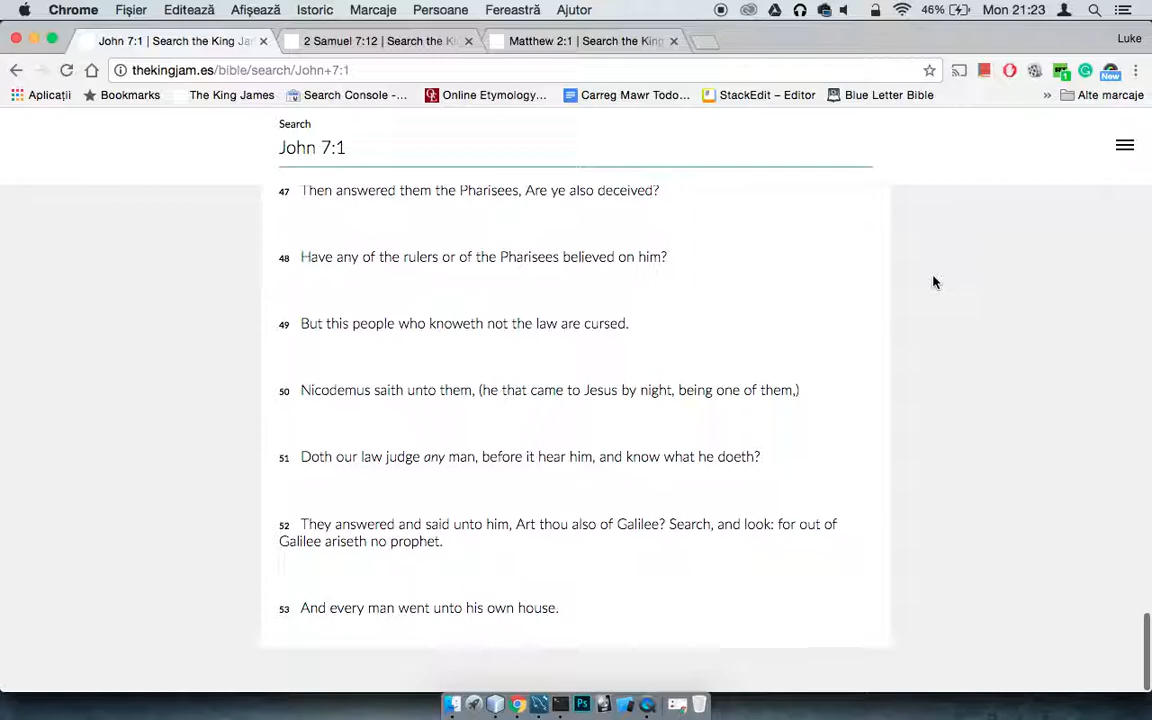 Chrome Fișier Editează Afișează Istoric Marcaje Persoane Fereastră Ajutor 46% Mon 21:23
John 7:1 | Search the King Ja 2 Samuel 7:12 | Search the Ki Matthew 2:1 | Search the King Luke
thekingjam.es/bible/search/John+7:1 New
Aplicații Bookmarks The King James Search Console -... Online Etymology... Carreg Mawr Todo... StackEdit – Editor Blue Letter Bible » Alte marcaje
Search
John 7:1
47 Then answered them the Pharisees, Are ye also deceived?
48 Have any of the rulers or of the Pharisees believed on him?
49 But this people who knoweth not the law are cursed.
50 Nicodemus saith unto them, (he that came to Jesus by night, being one of them,)
51 Doth our law judge any man, before it hear him, and know what he doeth?
52 They answered and said unto him, Art thou also of Galilee? Search, and look: for out of
Galilee ariseth no prophet.
53 And every man went unto his own house.
Ps